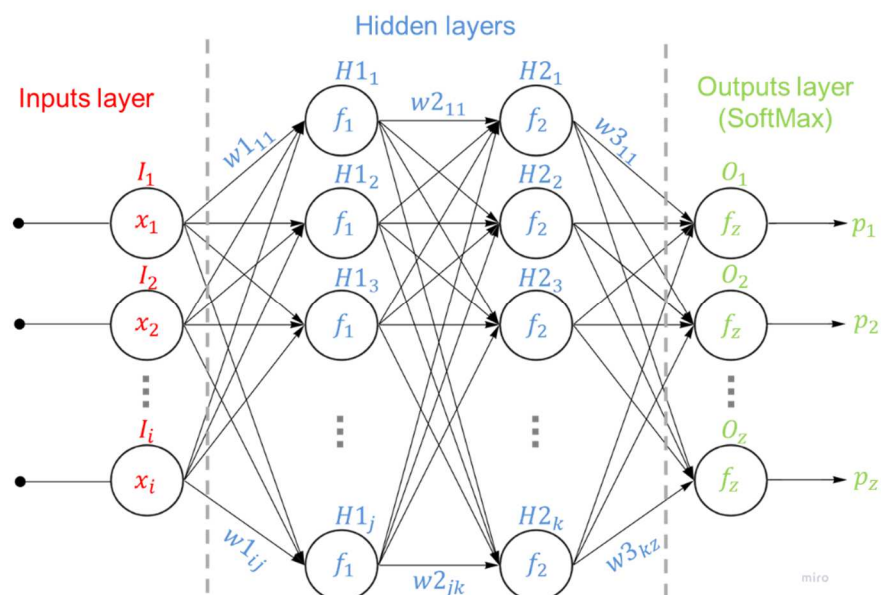 Hidden layers
Inputs layer
Outputs layer
(SoftMax)
H1₁
H2₁
f₁
w2₁₁
f₂
w1₁₁
w3₁₁
I₁
H1₂
H2₂
O₁
x₁
f₁
f₂
f_z
p₁
I₂
H1₃
H2₃
O₂
x₂
f₁
f₂
f_z
p₂
I_i
O_z
x_i
f_z
p_z
H1_j
H2_k
w1_ij
f₁
w2_jk
f₂
w3_kz
miro